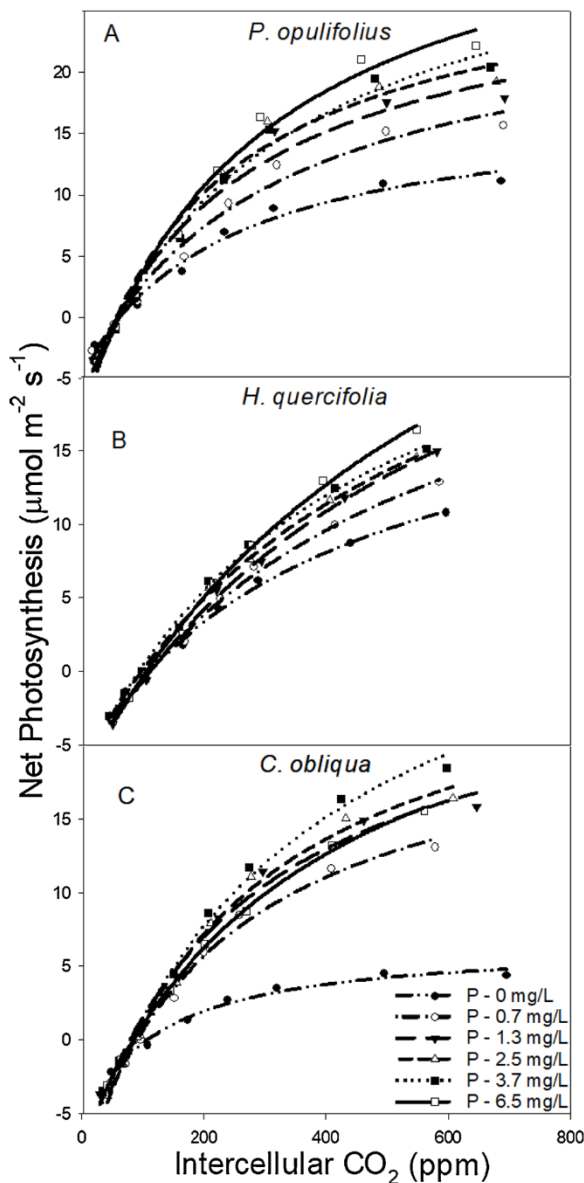 A
P. opulifolius
20
15
10
5
0
-5
H. quercifolia
B
15
10
5
0
-5
C. obliqua
C
15
10
5
0
-5
P - 0 mg/L
P - 0.7 mg/L
P - 1.3 mg/L
P - 2.5 mg/L
P - 3.7 mg/L
P - 6.5 mg/L
0 200 400 600 800
Intercellular CO₂ (ppm)
Net Photosynthesis (μmol m⁻² s⁻¹)